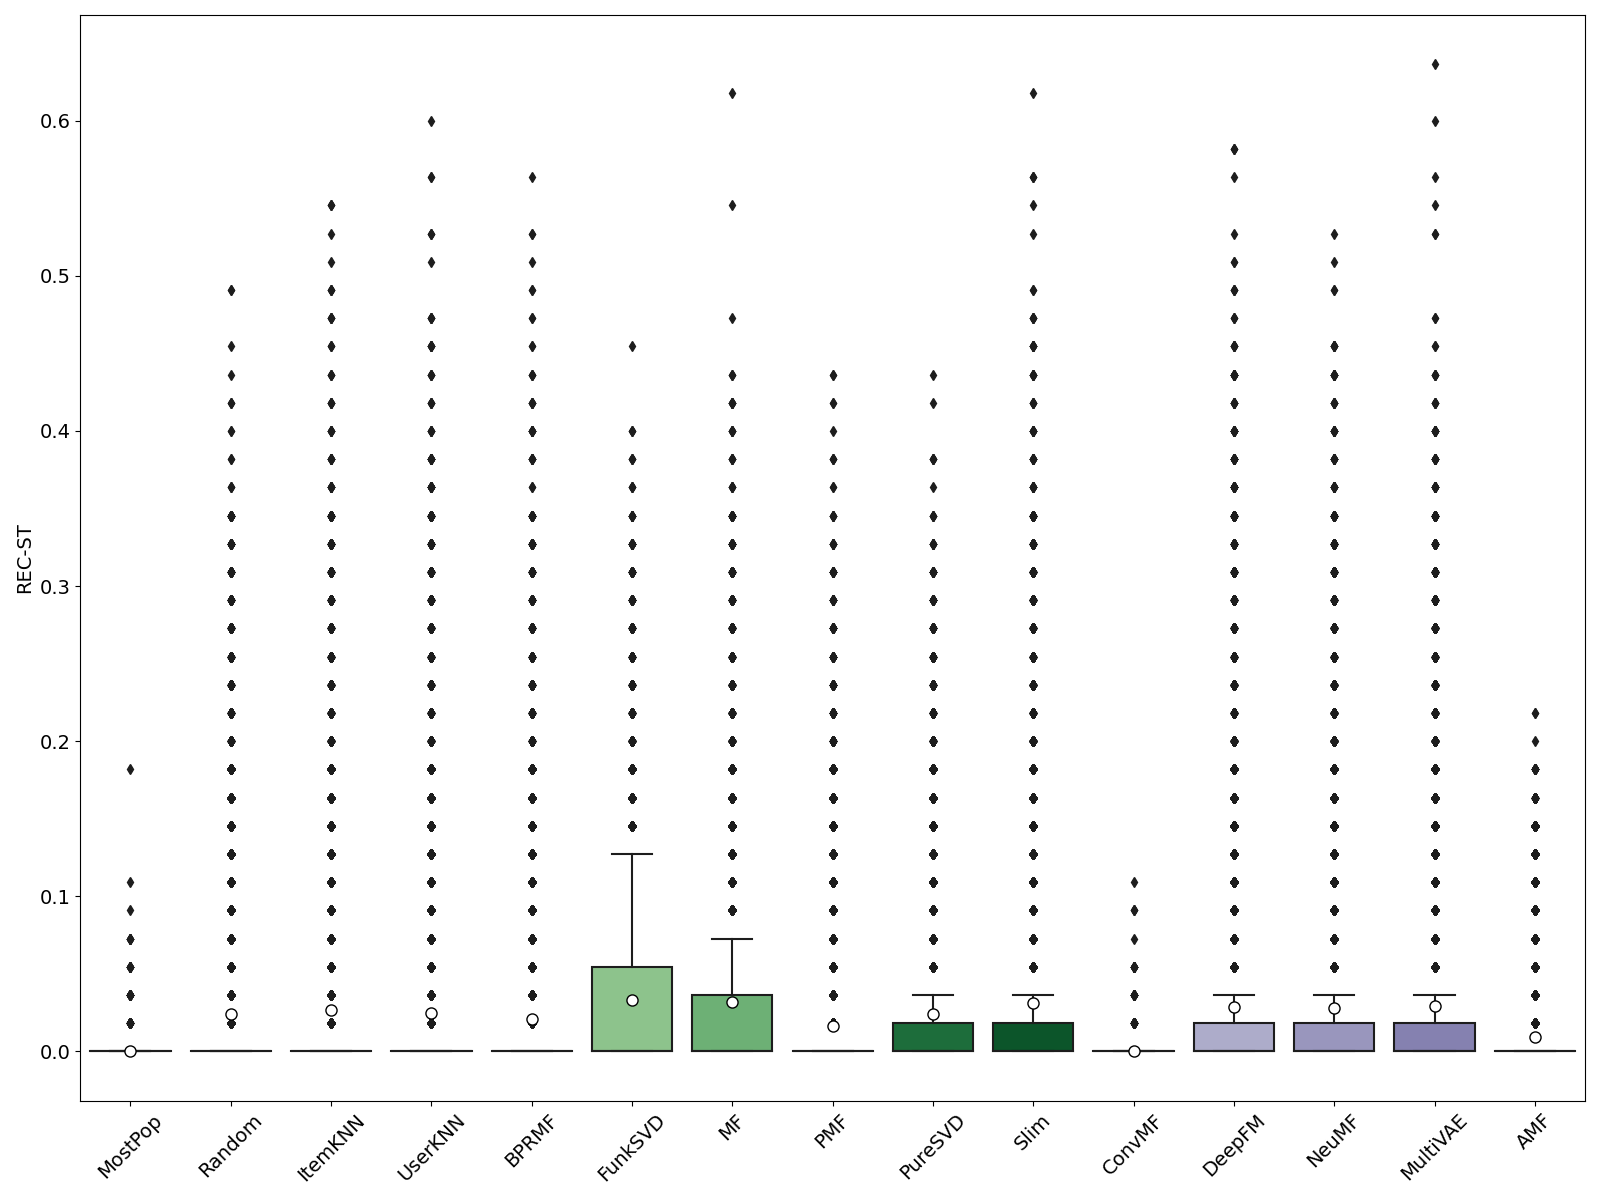 REC-ST
0.6
0.5
0.4
0.3
0.2
0.1
0.0
MostPop
Random
ItemKNN
UserKNN
BPRMF
FunkSVD
MF
PMF
PureSVD
Slim
ConvMF
DeepFM
NeuMF
MultiVAE
AMF